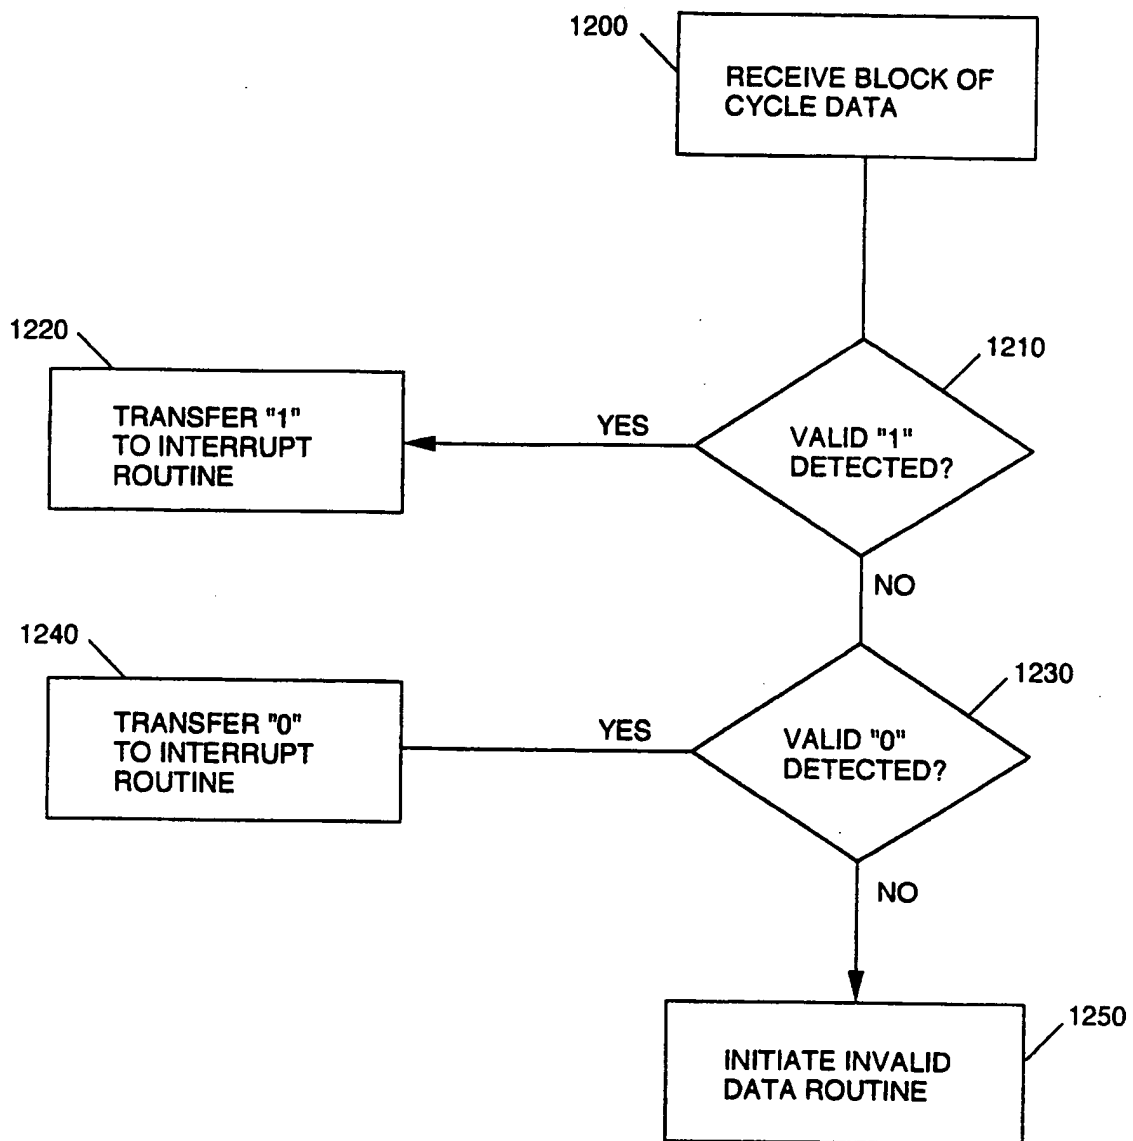 1200
RECEIVE BLOCK OF
CYCLE DATA
1220
1210
TRANSFER "1"
TO INTERRUPT
ROUTINE
YES
VALID "1"
DETECTED?
NO
1240
1230
TRANSFER "0"
TO INTERRUPT
ROUTINE
YES
VALID "0"
DETECTED?
NO
1250
INITIATE INVALID
DATA ROUTINE